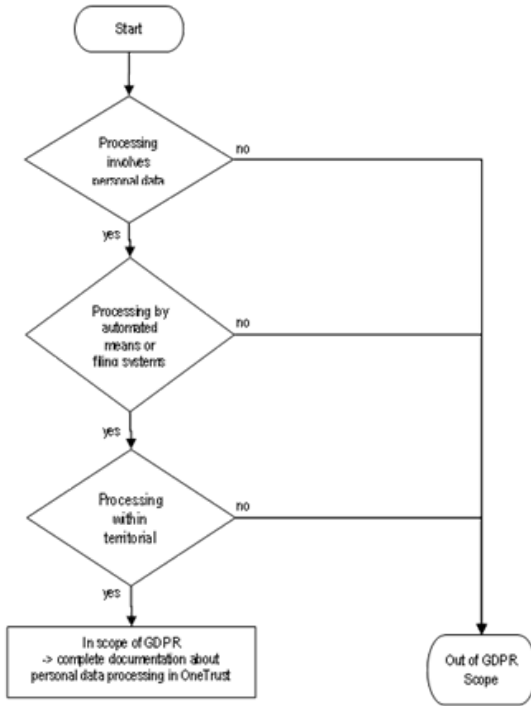 Start
Processing
involves
personal data
no
yes
Processing by
automated
means or
filing systems
no
yes
Processing
within
territorial
no
yes
In scope of GDPR
-> complete documentation about
personal data processing in OneTrust
Out of GDPR
Scope